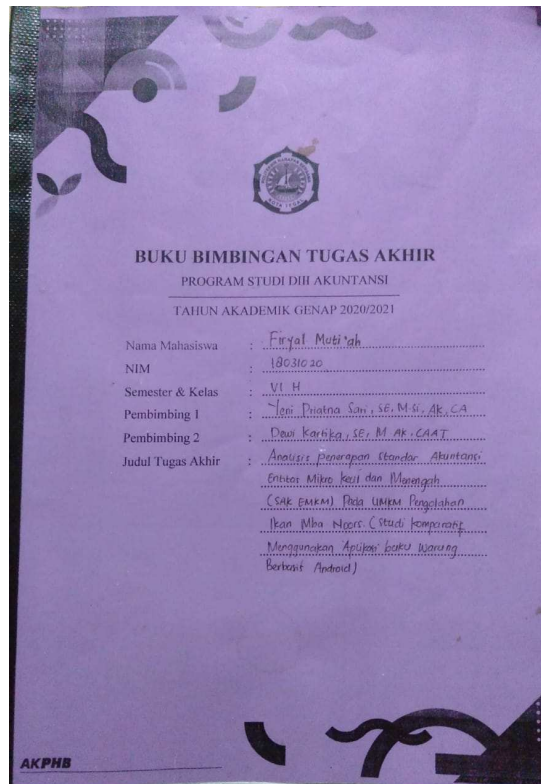 BUKU BIMBINGAN TUGAS AKHIR
PROGRAM STUDI DIII AKUNTANSI
TAHUN AKADEMIK GENAP 2020/2021
Nama Mahasiswa : Firyal Muti'ah
NIM : 18031020
Semester & Kelas : VI H
Pembimbing 1 : Yeni Priatna Sari, SE, M.Si, Ak, CA
Pembimbing 2 : Dewi Kartika, SE, M Ak, CAAT
Judul Tugas Akhir : Analisis penerapan Standar Akuntansi
Entitas Mikro kecil dan Menengah
(SAK EMKM) Pada UMKM Pengolahan
Ikan Mba Noors. (Studi komparatif
Menggunakan Aplikasi buku Warung
Berbasis Android)
AKPHB